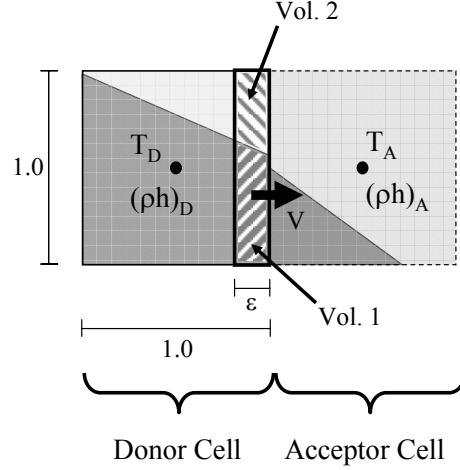 Vol. 2
1.0
T_D
T_A
(ρh)_D
(ρh)_A
V
ε
Vol. 1
1.0
Donor Cell
Acceptor Cell